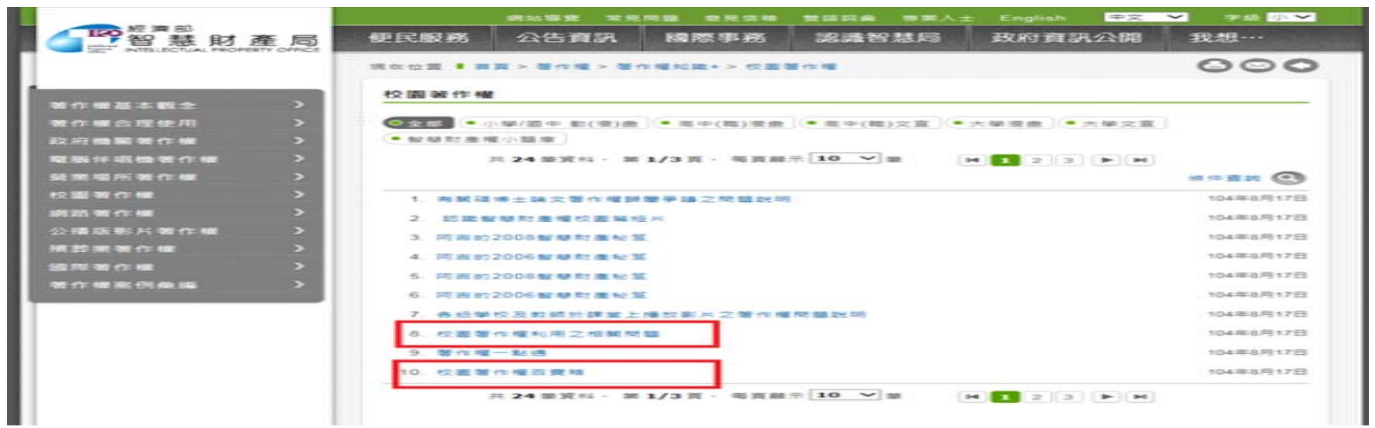 網站導覽 常見問題 意見信箱 雙語詞彙 專業人士 English 中文 字級 小
經濟部
智慧財產局
INTELLECTUAL PROPERTY OFFICE
便民服務 公告資訊 國際事務 認識智慧局 政府資訊公開 我想…
現在位置 首頁 > 著作權 > 著作權知識+ > 校園著作權
著作權基本觀念
著作權合理使用
政府機關著作權
電腦伴唱機著作權
營業場所著作權
校園著作權
網路著作權
公播版影片著作權
殯葬業著作權
國際著作權
著作權案例彙編
校園著作權
全部 小學/國中 動(漫)畫 高中(職)漫畫 高中(職)文宣 大學漫畫 大學文宣
智慧財產權小題庫
共 24 筆資料 - 第 1/3 頁 - 每頁顯示 10 筆 1 2 3
條件查詢
1. 碩博士論文著作權歸屬爭議之問題說明 104年8月17日
2. 認識智慧財產權校園篇短片 104年8月17日
3. 阿吉的2008智慧財產秘笈 104年8月17日
4. 阿吉的2006智慧財產秘笈 104年8月17日
5. 阿吉的2008智慧財產秘笈 104年8月17日
6. 阿吉的2006智慧財產秘笈 104年8月17日
7. 各級學校及教師於課堂上播放影片之著作權問題說明 104年8月17日
8. 校園著作權利用之相關問題 104年8月17日
9. 著作權一點通 104年8月17日
10. 校園著作權百寶箱 104年8月17日
共 24 筆資料 - 第 1/3 頁 - 每頁顯示 10 筆 1 2 3